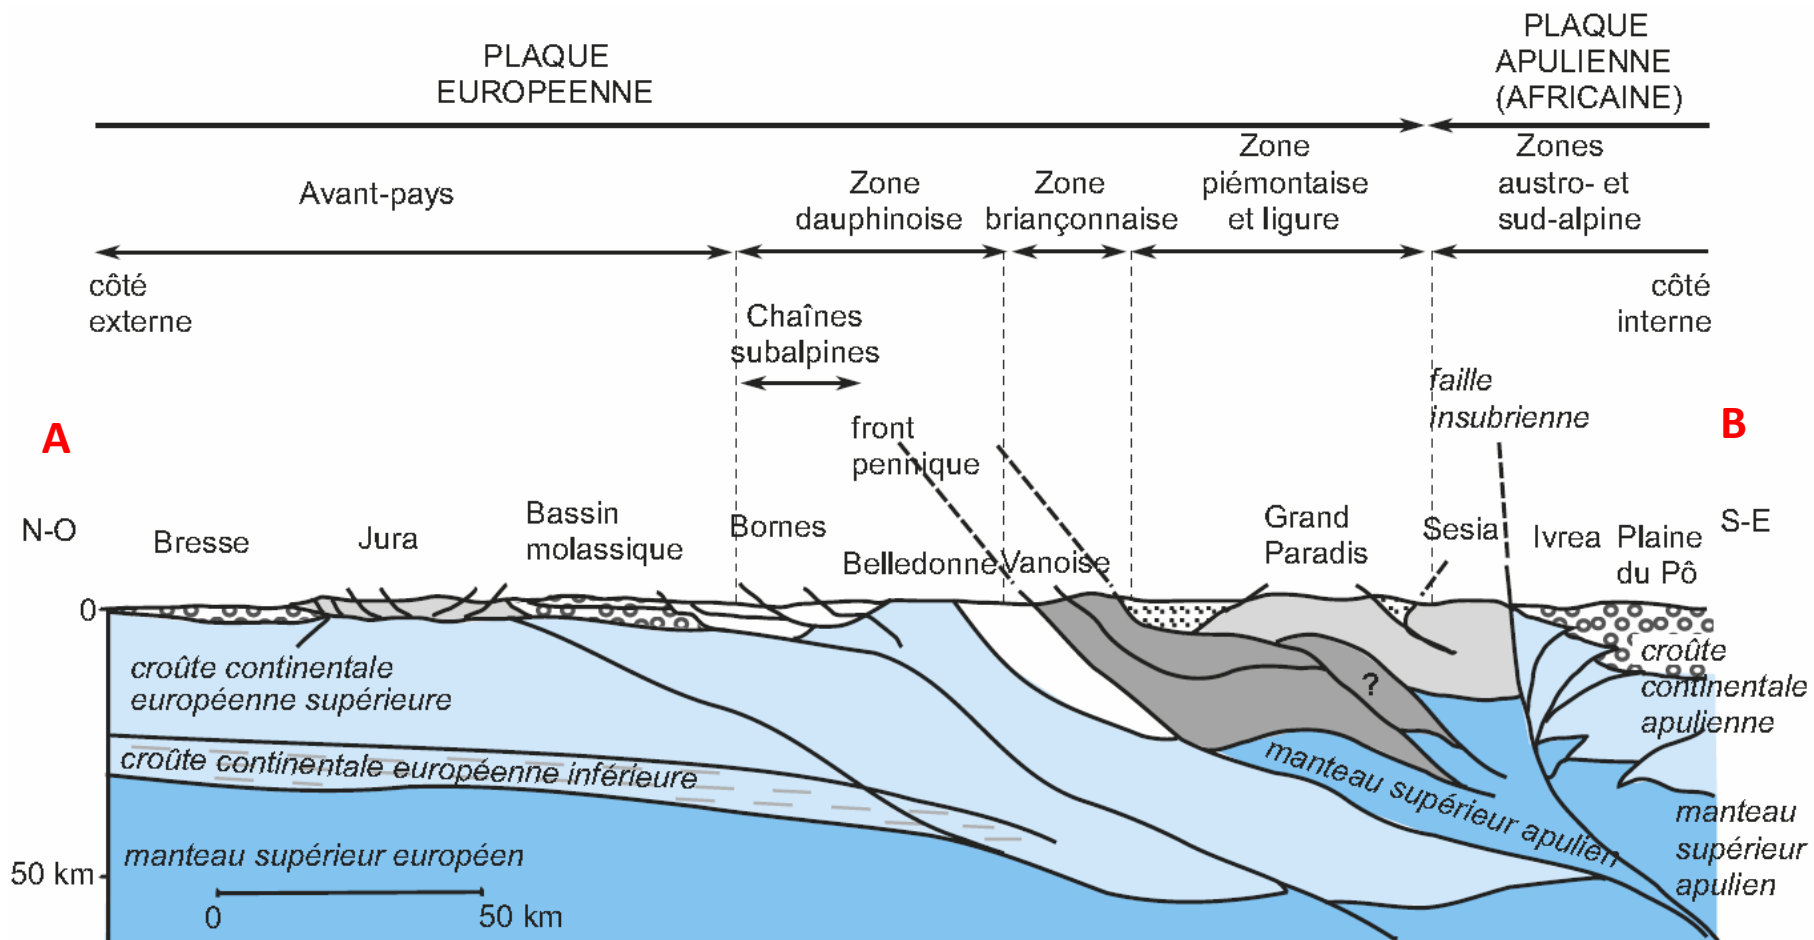 PLAQUE
EUROPEENNE
PLAQUE
APULIENNE
(AFRICAINE)
Avant-pays
Zone
dauphinoise
Zone
briançonnaise
Zone
piémontaise
et ligure
Zones
austro- et
sud-alpine
côté
externe
côté
interne
Chaînes
subalpines
front
pennique
faille
insubrienne
A
B
N-O
S-E
Bresse
Jura
Bassin
molassique
Bornes
Belledonne
Vanoise
Grand
Paradis
Sesia
Ivrea
Plaine
du Pô
0
croûte continentale
européenne supérieure
croûte continentale européenne inférieure
manteau supérieur européen
?
manteau supérieur apulien
croûte
continentale
apulienne
manteau
supérieur
apulien
50 km
0
50 km